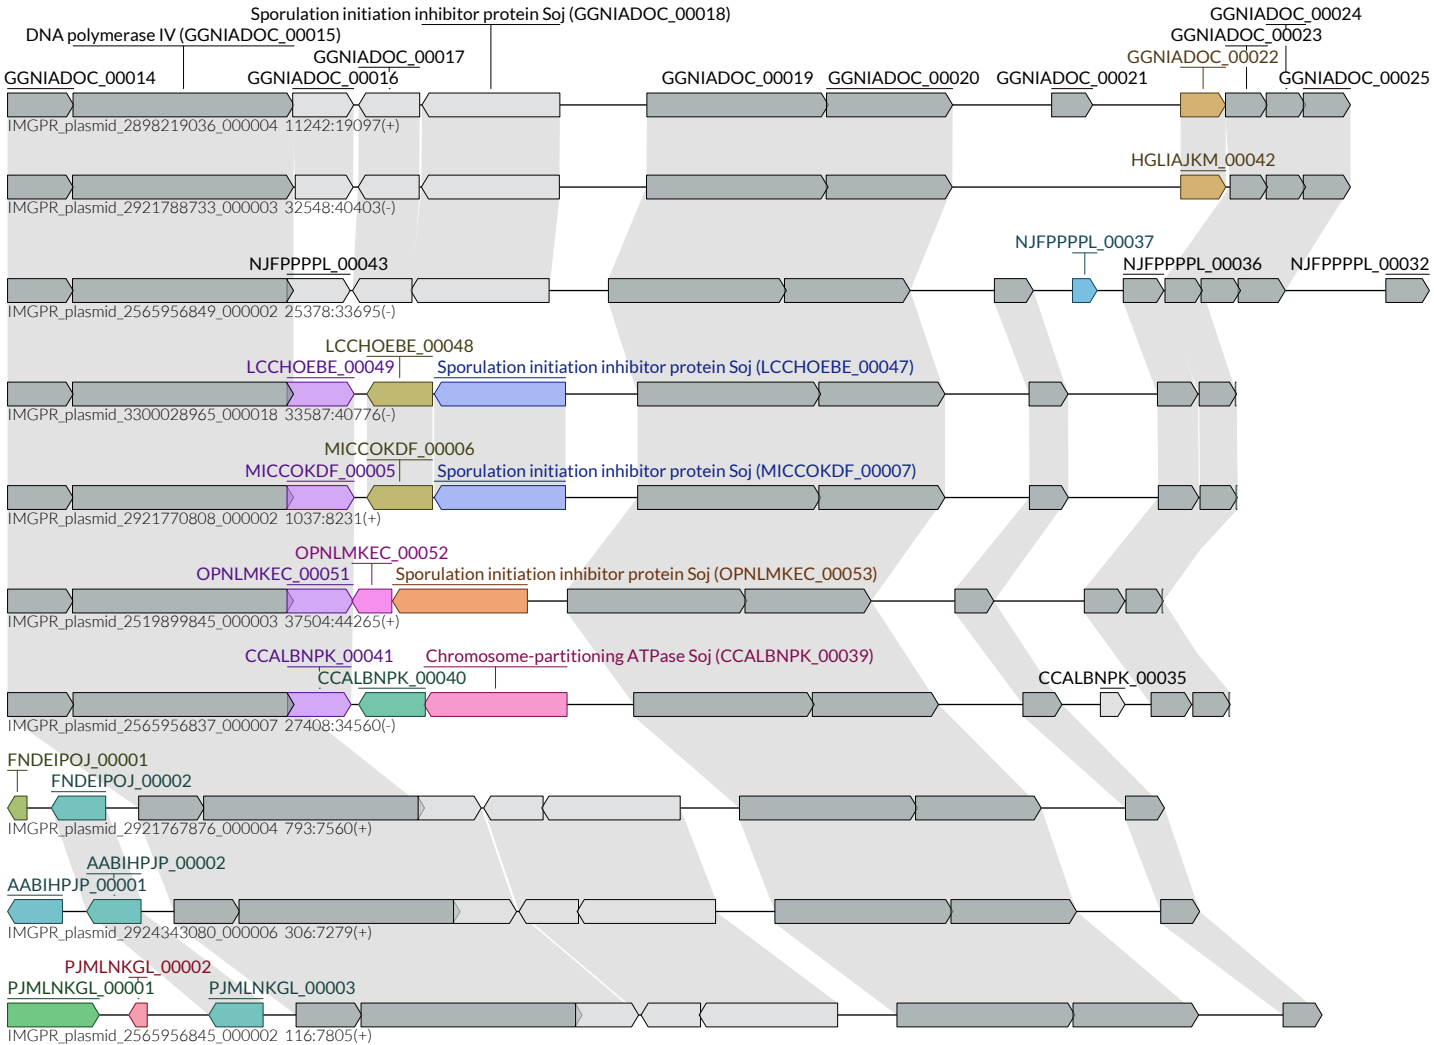 Sporulation initiation inhibitor protein Soj (GGNIADOC_00018)
GGNIADOC_00024
DNA polymerase IV (GGNIADOC_00015)
GGNIADOC_00023
GGNIADOC_00017
GGNIADOC_00022
GGNIADOC_00014
GGNIADOC_00016
GGNIADOC_00019
GGNIADOC_00020
GGNIADOC_00021
GGNIADOC_00025
IMGPR_plasmid_2898219036_000004 11242:19097(+)
HGLIAJKM_00042
IMGPR_plasmid_2921788733_000003 32548:40403(-)
NJFPPPPL_00037
NJFPPPPL_00043
NJFPPPPL_00036
NJFPPPPL_00032
IMGPR_plasmid_2565956849_000002 25378:33695(-)
LCCHOEBE_00048
LCCHOEBE_00049
Sporulation initiation inhibitor protein Soj (LCCHOEBE_00047)
IMGPR_plasmid_3300028965_000018 33587:40776(-)
MICCOKDF_00006
MICCOKDF_00005
Sporulation initiation inhibitor protein Soj (MICCOKDF_00007)
IMGPR_plasmid_2921770808_000002 1037:8231(+)
OPNLMKEC_00052
OPNLMKEC_00051
Sporulation initiation inhibitor protein Soj (OPNLMKEC_00053)
IMGPR_plasmid_2519899845_000003 37504:44265(+)
CCALBNPK_00041
Chromosome-partitioning ATPase Soj (CCALBNPK_00039)
CCALBNPK_00040
CCALBNPK_00035
IMGPR_plasmid_2565956837_000007 27408:34560(-)
FNDEIPOJ_00001
FNDEIPOJ_00002
IMGPR_plasmid_2921767876_000004 793:7560(+)
AABIHPJP_00002
AABIHPJP_00001
IMGPR_plasmid_2924343080_000006 306:7279(+)
PJMLNKGL_00002
PJMLNKGL_00001
PJMLNKGL_00003
IMGPR_plasmid_2565956845_000002 116:7805(+)